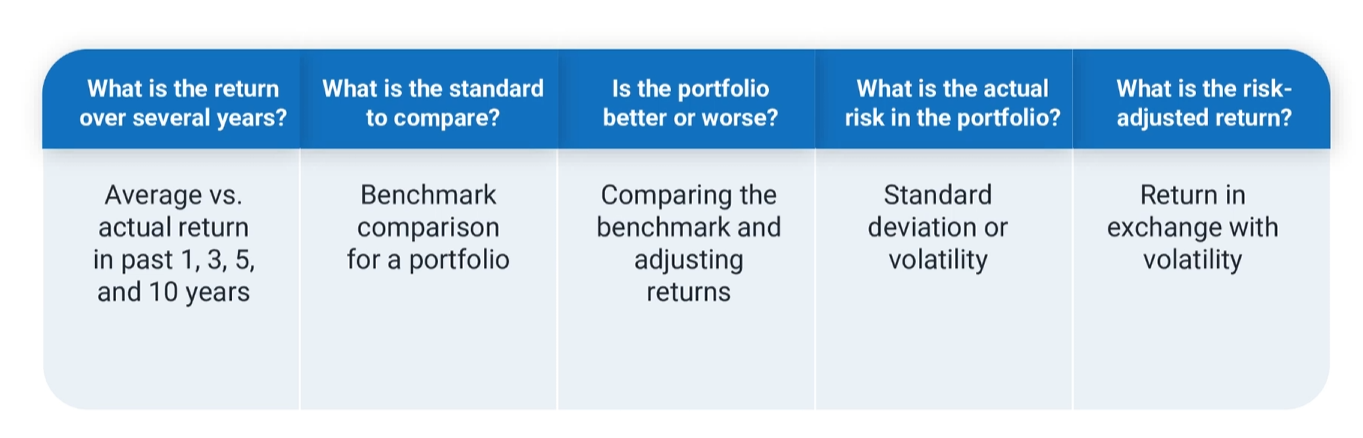 What is the return
over several years?
What is the standard
to compare?
Is the portfolio
better or worse?
What is the actual
risk in the portfolio?
What is the risk-
adjusted return?
Average vs.
actual return
in past 1, 3, 5,
and 10 years
Benchmark
comparison
for a portfolio
Comparing the
benchmark and
adjusting
returns
Standard
deviation or
volatility
Return in
exchange with
volatility